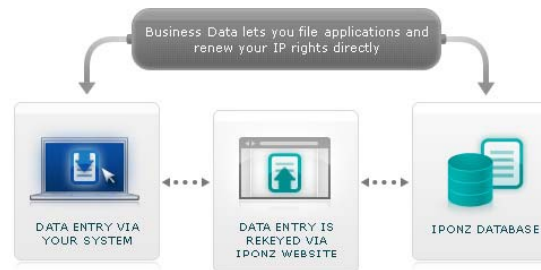 Business Data lets you file applications and
renew your IP rights directly
DATA ENTRY VIA
YOUR SYSTEM
DATA ENTRY IS
REKEYED VIA
IPONZ WEBSITE
IPONZ DATABASE